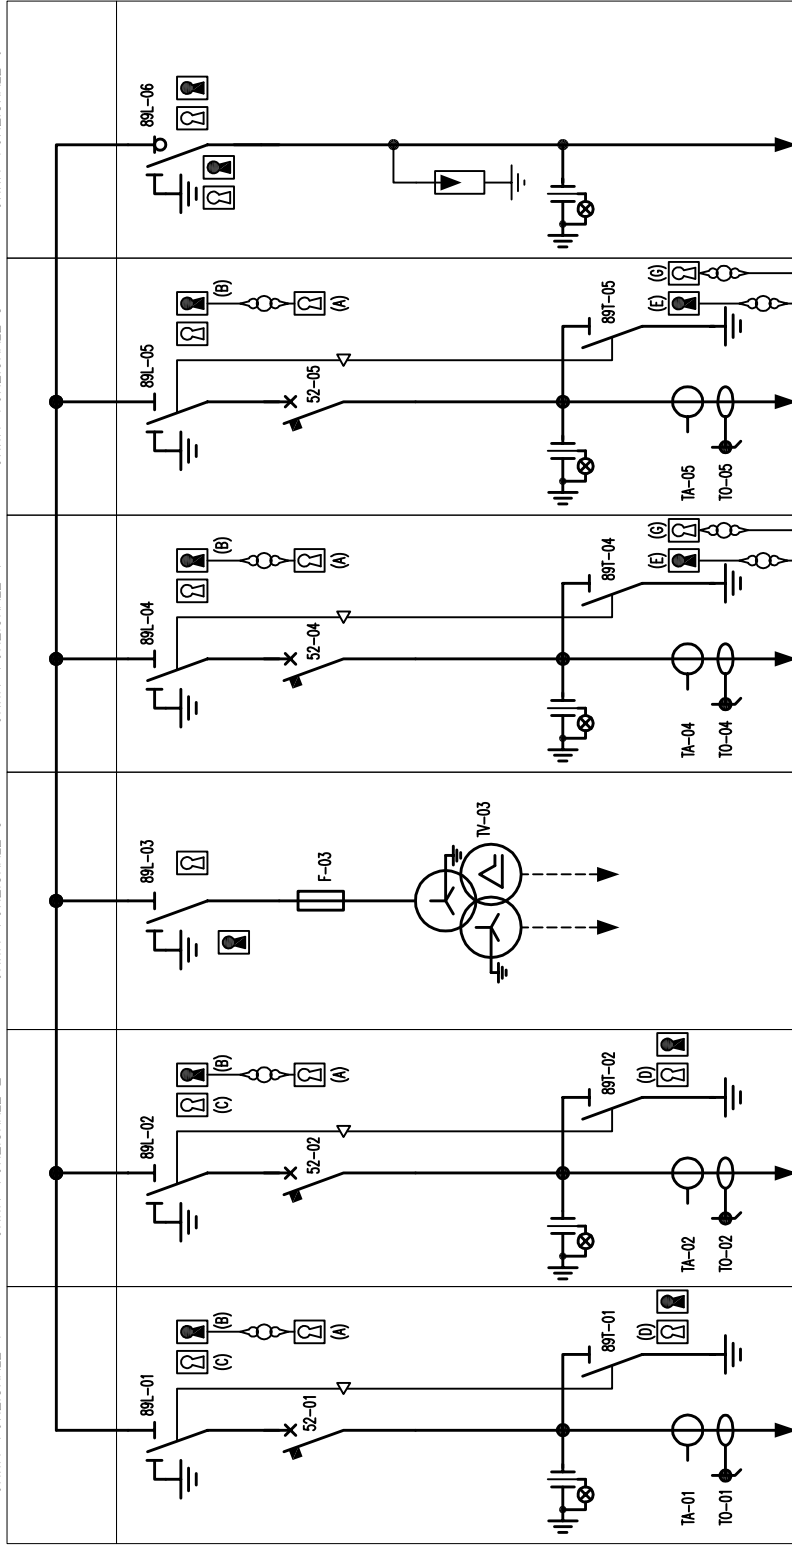 89L-06
89L-05
(B)
(A)
52-05
89T-05
(E)
(G)
TA-05
TO-05
89L-04
(B)
(A)
52-04
89T-04
(E)
(G)
TA-04
TO-04
89L-03
F-03
TV-03
89L-02
(B)
(C)
(A)
52-02
89T-02
(D)
TA-02
TO-02
89L-01
(B)
(C)
(A)
52-01
89T-01
(D)
TA-01
TO-01